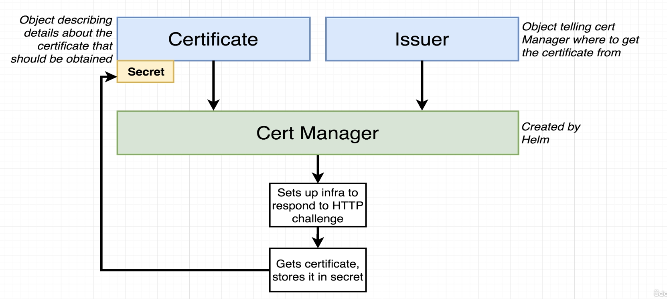 Object describing
details about the
certificate that
should be obtained
Certificate
Secret
Issuer
Object telling cert
Manager where to get
the certificate from
Cert Manager
Created by
Helm
Sets up infra to
respond to HTTP
challenge
Gets certificate,
stores it in secret